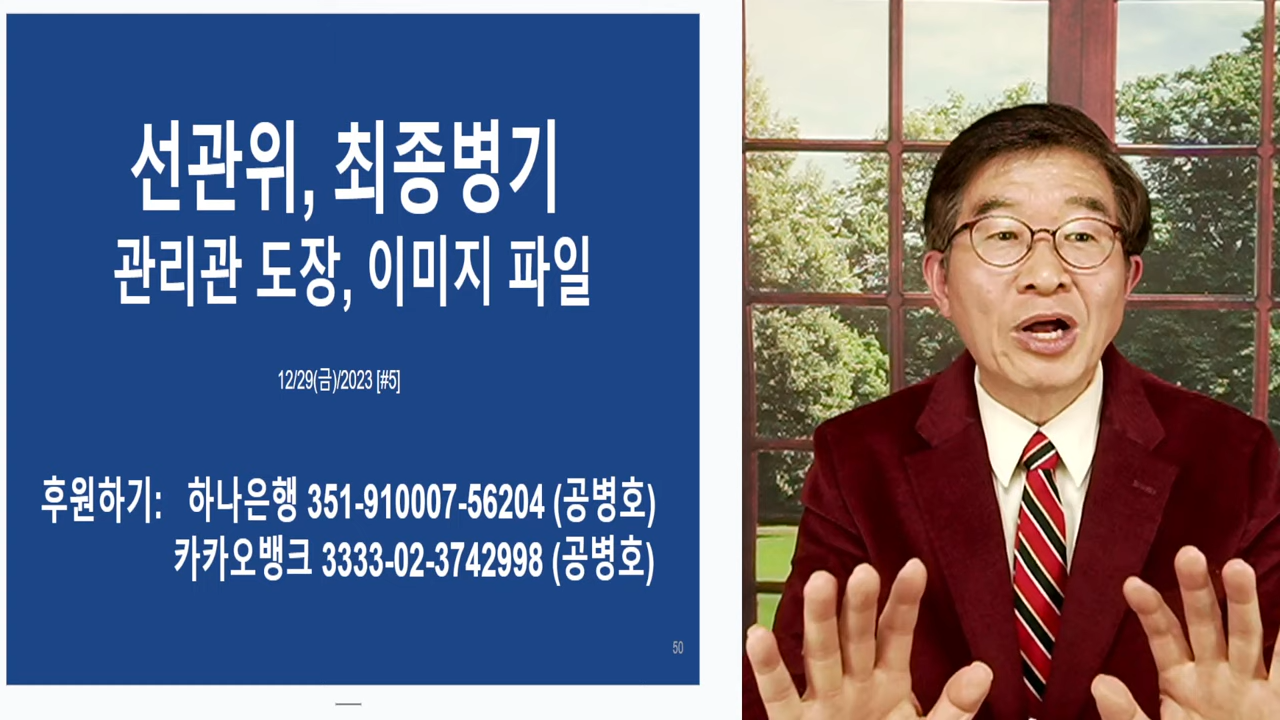 선관위, 최종병기
관리관 도장, 이미지 파일
12/29(금)/2023 [#5]
후원하기: 하나은행 351-910007-56204 (공병호)
카카오뱅크 3333-02-3742998 (공병호)
50